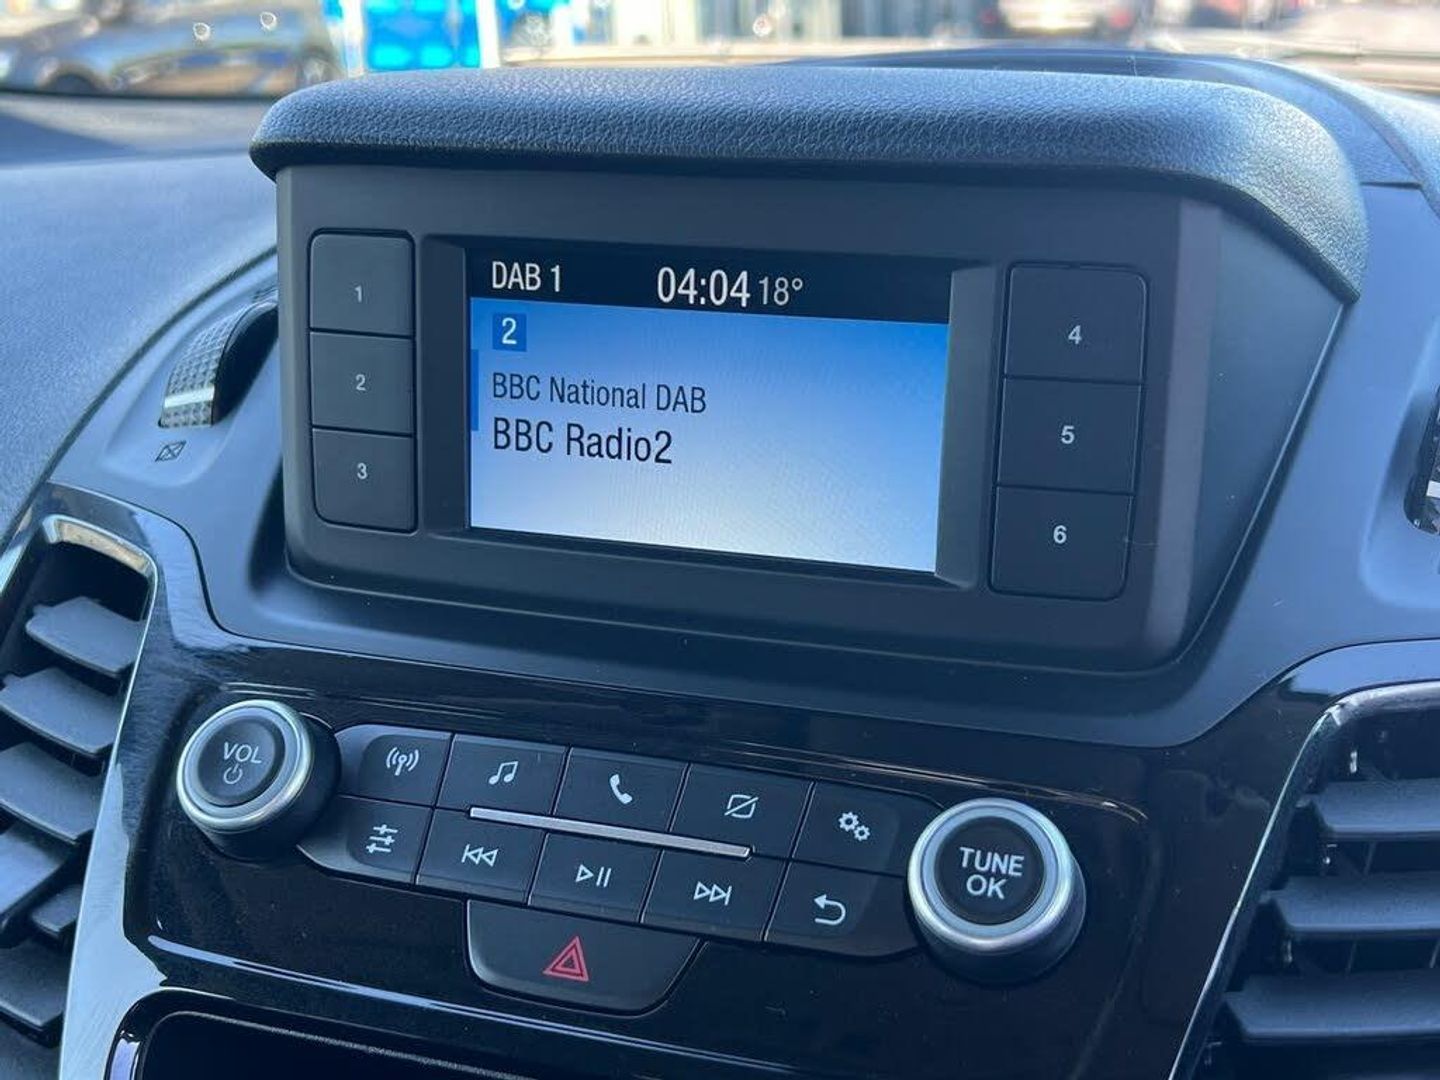 DAB 1 04:04 18°
2
BBC National DAB
BBC Radio2
1
2
3
4
5
6
VOL
TUNE
OK